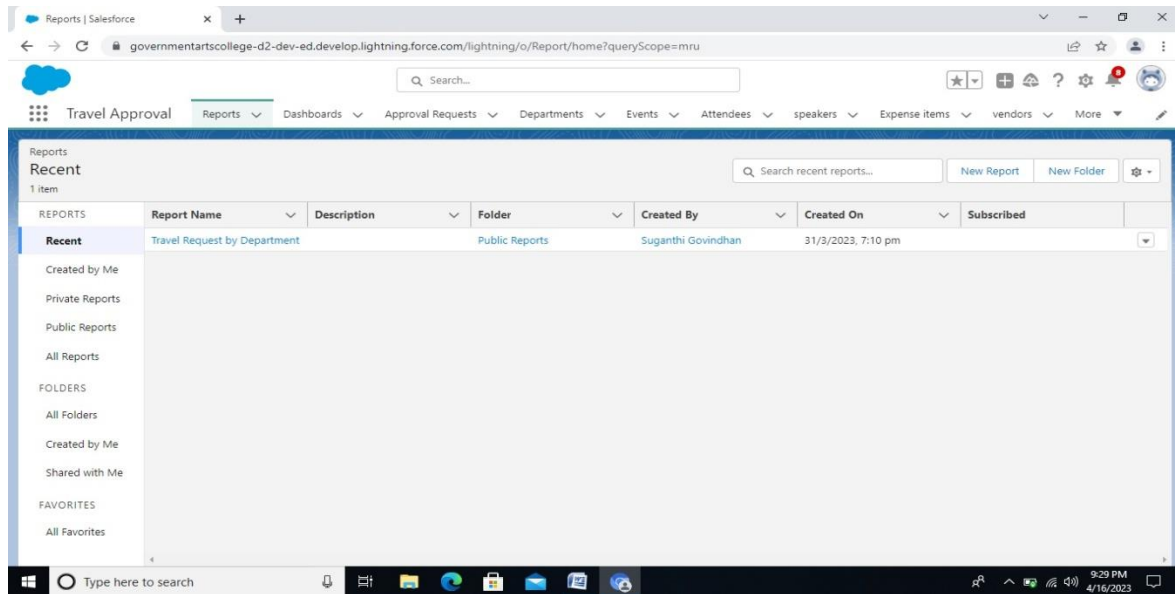 Reports | Salesforce
governmentartscollege-d2-dev-ed.develop.lightning.force.com/lightning/o/Report/home?queryScope=mru
Search...
Travel Approval Reports Dashboards Approval Requests Departments Events Attendees speakers Expense items vendors More
Reports
Recent
1 item
Search recent reports...
New Report New Folder
REPORTS Report Name Description Folder Created By Created On Subscribed
Recent Travel Request by Department Public Reports Suganthi Govindhan 31/3/2023, 7:10 pm
Created by Me
Private Reports
Public Reports
All Reports
FOLDERS
All Folders
Created by Me
Shared with Me
FAVORITES
All Favorites
Type here to search
9:29 PM
4/16/2023